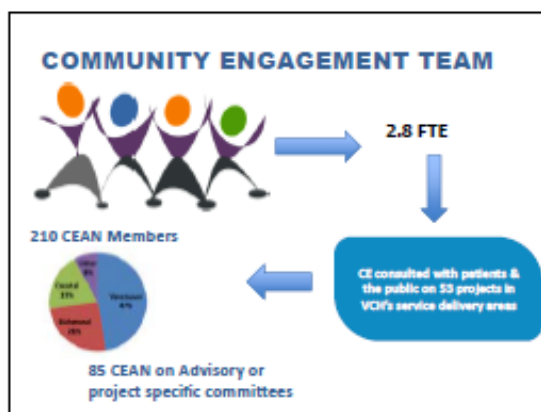 COMMUNITY ENGAGEMENT TEAM
2.8 FTE
210 CEAN Members
CE consulted with patients &
the public on 53 projects in
VCH's service delivery areas
Vancouver
47%
Richmond
Coastal
85 CEAN on Advisory or
project specific committees